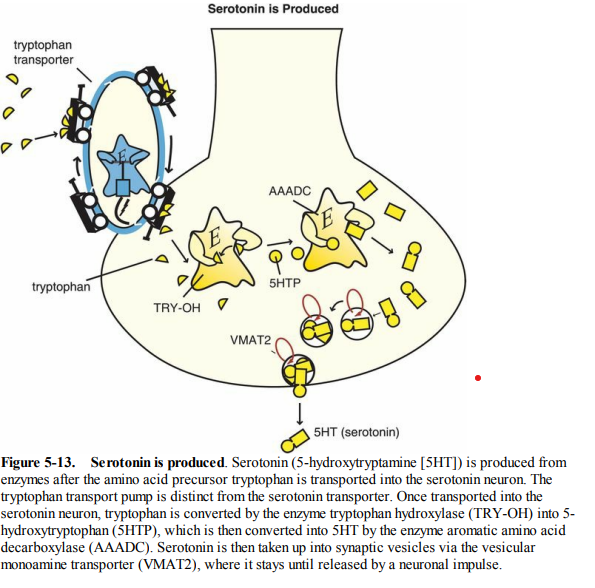 Serotonin is Produced
tryptophan
transporter
E
AAADC
E
E
5HTP
tryptophan
TRY-OH
VMAT2
5HT (serotonin)
Figure 5-13. Serotonin is produced. Serotonin (5-hydroxytryptamine [5HT]) is produced from
enzymes after the amino acid precursor tryptophan is transported into the serotonin neuron. The
tryptophan transport pump is distinct from the serotonin transporter. Once transported into the
serotonin neuron, tryptophan is converted by the enzyme tryptophan hydroxylase (TRY-OH) into 5-
hydroxytryptophan (5HTP), which is then converted into 5HT by the enzyme aromatic amino acid
decarboxylase (AAADC). Serotonin is then taken up into synaptic vesicles via the vesicular
monoamine transporter (VMAT2), where it stays until released by a neuronal impulse.